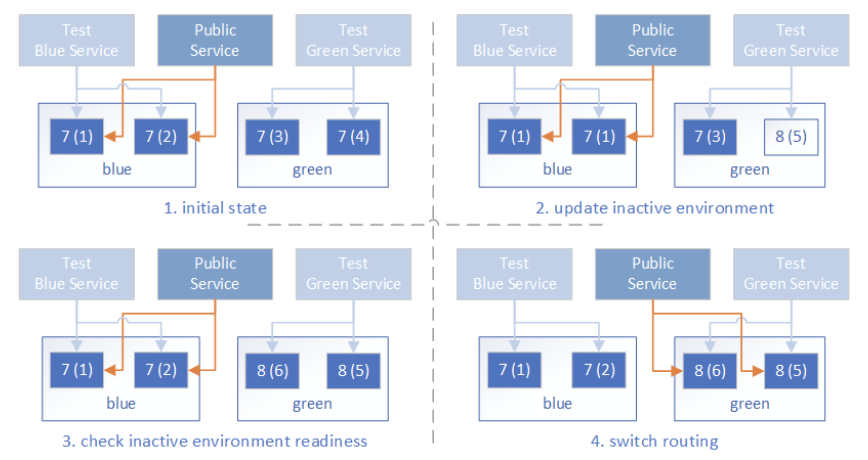 Test
Blue Service
Public
Service
Test
Green Service
7 (1)
7 (2)
7 (3)
7 (4)
blue
green
1. initial state
Test
Blue Service
Public
Service
Test
Green Service
7 (1)
7 (1)
7 (3)
8 (5)
blue
green
2. update inactive environment
Test
Blue Service
Public
Service
Test
Green Service
7 (1)
7 (2)
8 (6)
8 (5)
blue
green
3. check inactive environment readiness
Test
Blue Service
Public
Service
Test
Green Service
7 (1)
7 (2)
8 (6)
8 (5)
blue
green
4. switch routing